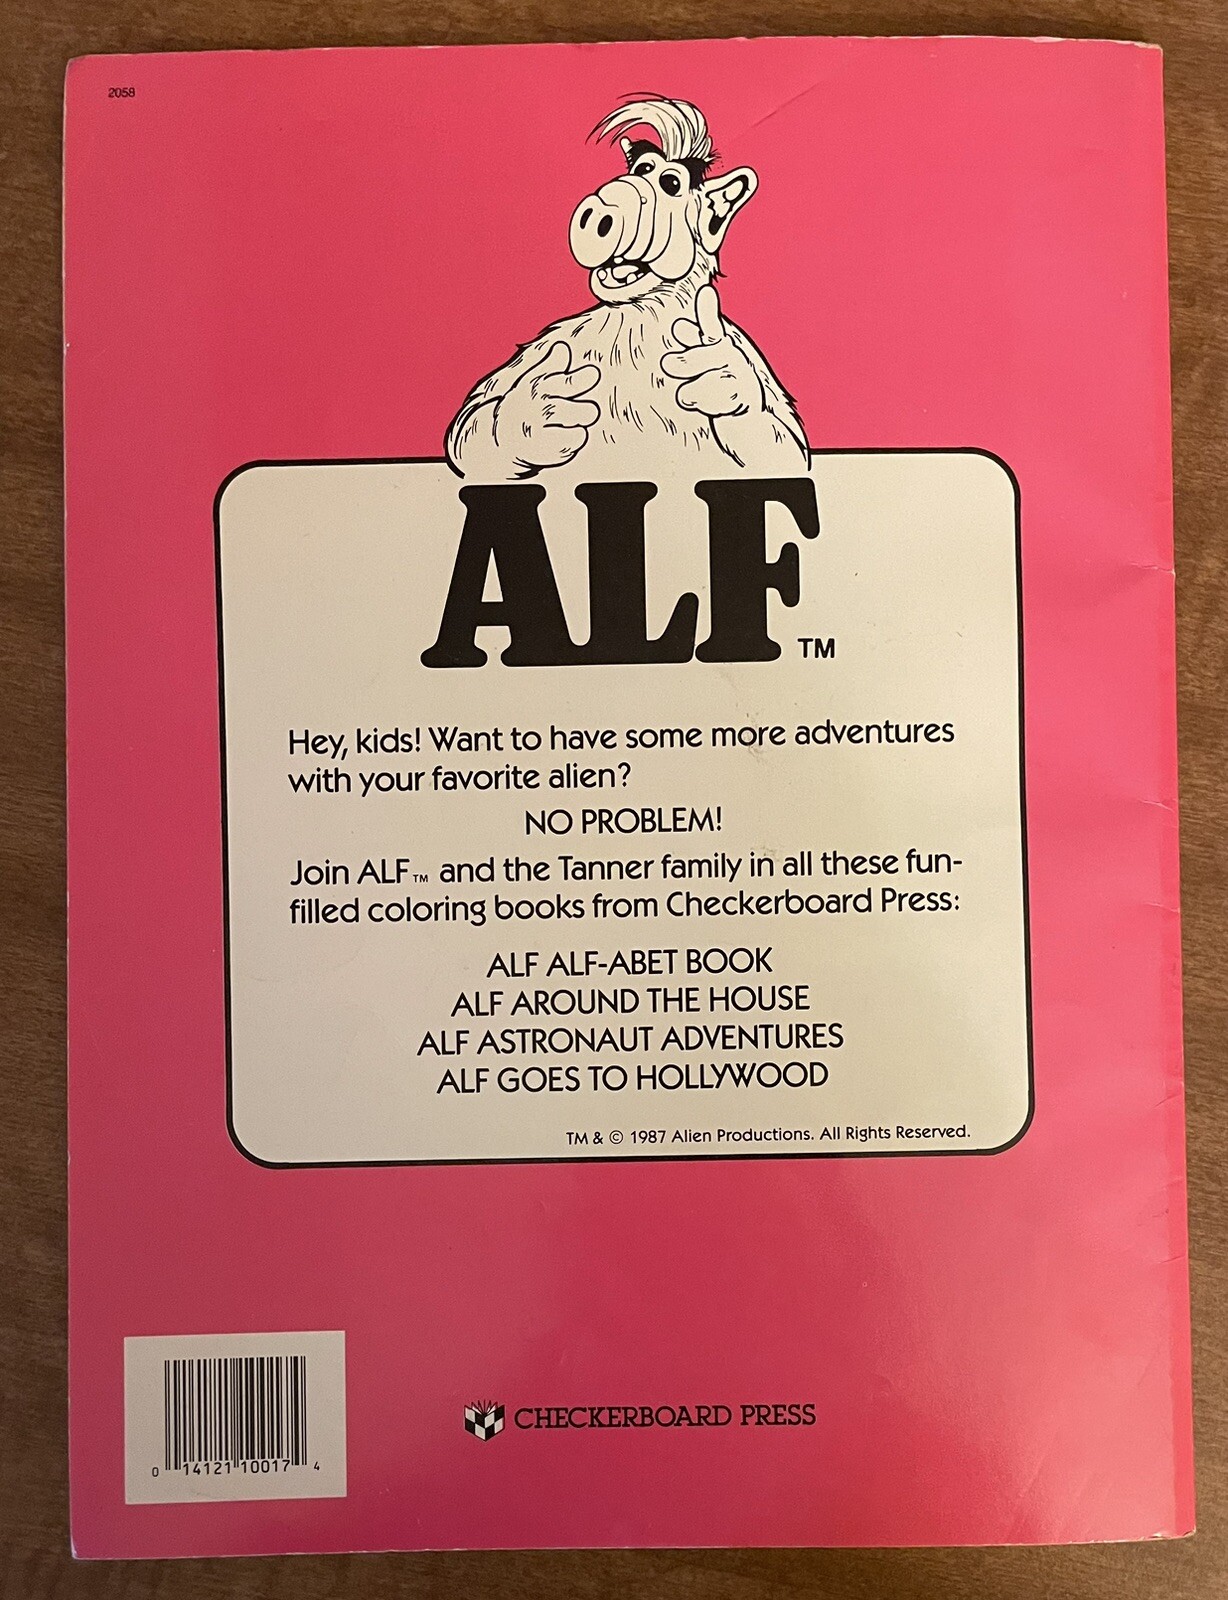 2058
ALF TM
Hey, kids! Want to have some more adventures
with your favorite alien?
NO PROBLEM!
Join ALF™ and the Tanner family in all these fun-
filled coloring books from Checkerboard Press:
ALF ALF-ABET BOOK
ALF AROUND THE HOUSE
ALF ASTRONAUT ADVENTURES
ALF GOES TO HOLLYWOOD
TM & © 1987 Alien Productions. All Rights Reserved.
CHECKERBOARD PRESS
0 14121 10017 4